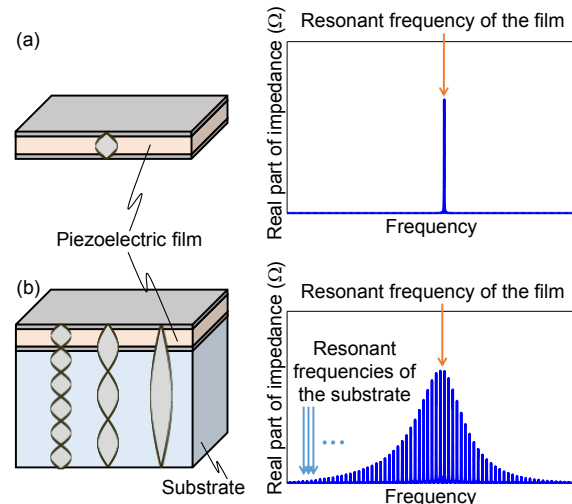 (a)
Resonant frequency of the film
Real part of impedance (Ω)
Frequency
Piezoelectric film
(b)
Resonant frequency of the film
Resonant
frequencies of
the substrate
Real part of impedance (Ω)
Substrate
Frequency